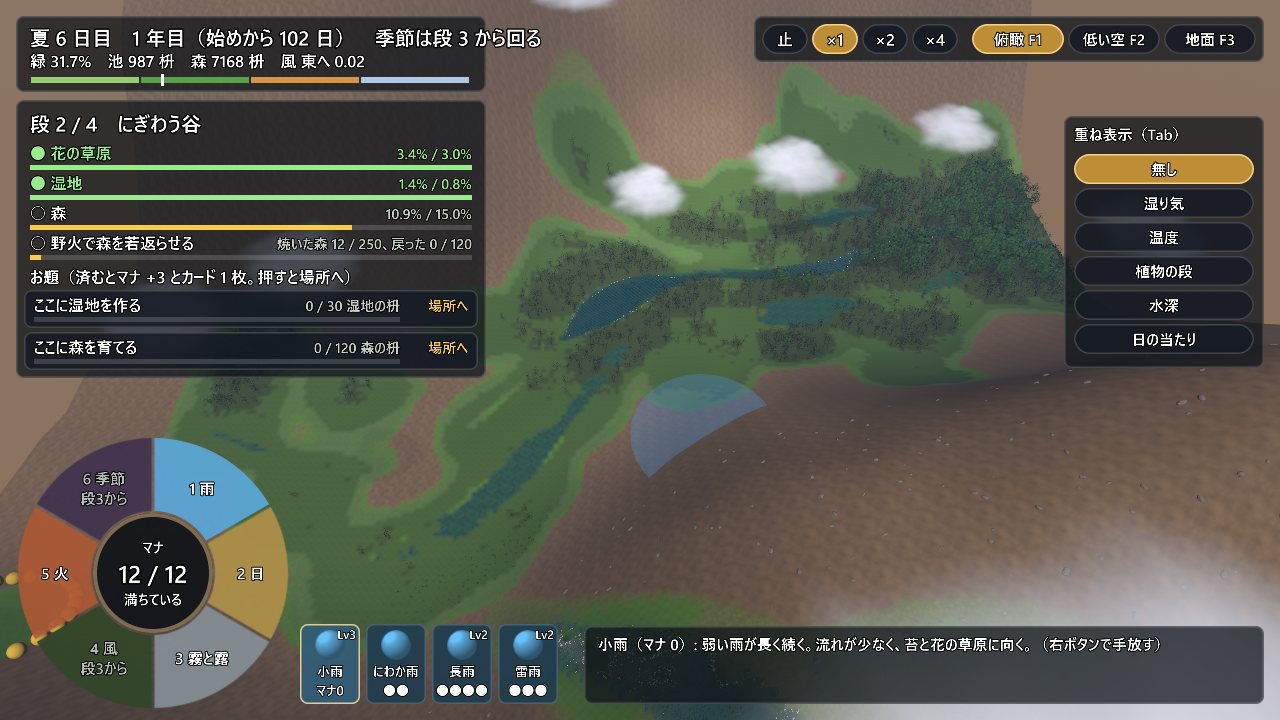 夏 6 日目　1 年目（始めから 102 日）　季節は段 3 から回る
緑 31.7%　池 987 枡　森 7168 枡　風 東へ 0.02
止 ×1 ×2 ×4 俯瞰 F1 低い空 F2 地面 F3
段 2 / 4　にぎわう谷
花の草原 3.4% / 3.0%
湿地 1.4% / 0.8%
森 10.9% / 15.0%
野火で森を若返らせる 焼いた森 12 / 250、戻った 0 / 120
お題（済むとマナ +3 とカード 1 枚。押すと場所へ）
ここに湿地を作る 0 / 30 湿地の枡 場所へ
ここに森を育てる 0 / 120 森の枡 場所へ
重ね表示（Tab）
無し
湿り気
温度
植物の段
水深
日の当たり
6 季節
段3から
1 雨
5 火
2 日
4 風
段3から
3 霧と露
マナ
12 / 12
満ちている
Lv3
小雨
マナ0
にわか雨
Lv2
長雨
Lv2
雷雨
小雨（マナ 0）: 弱い雨が長く続く。流れが少なく、苔と花の草原に向く。（右ボタンで手放す）